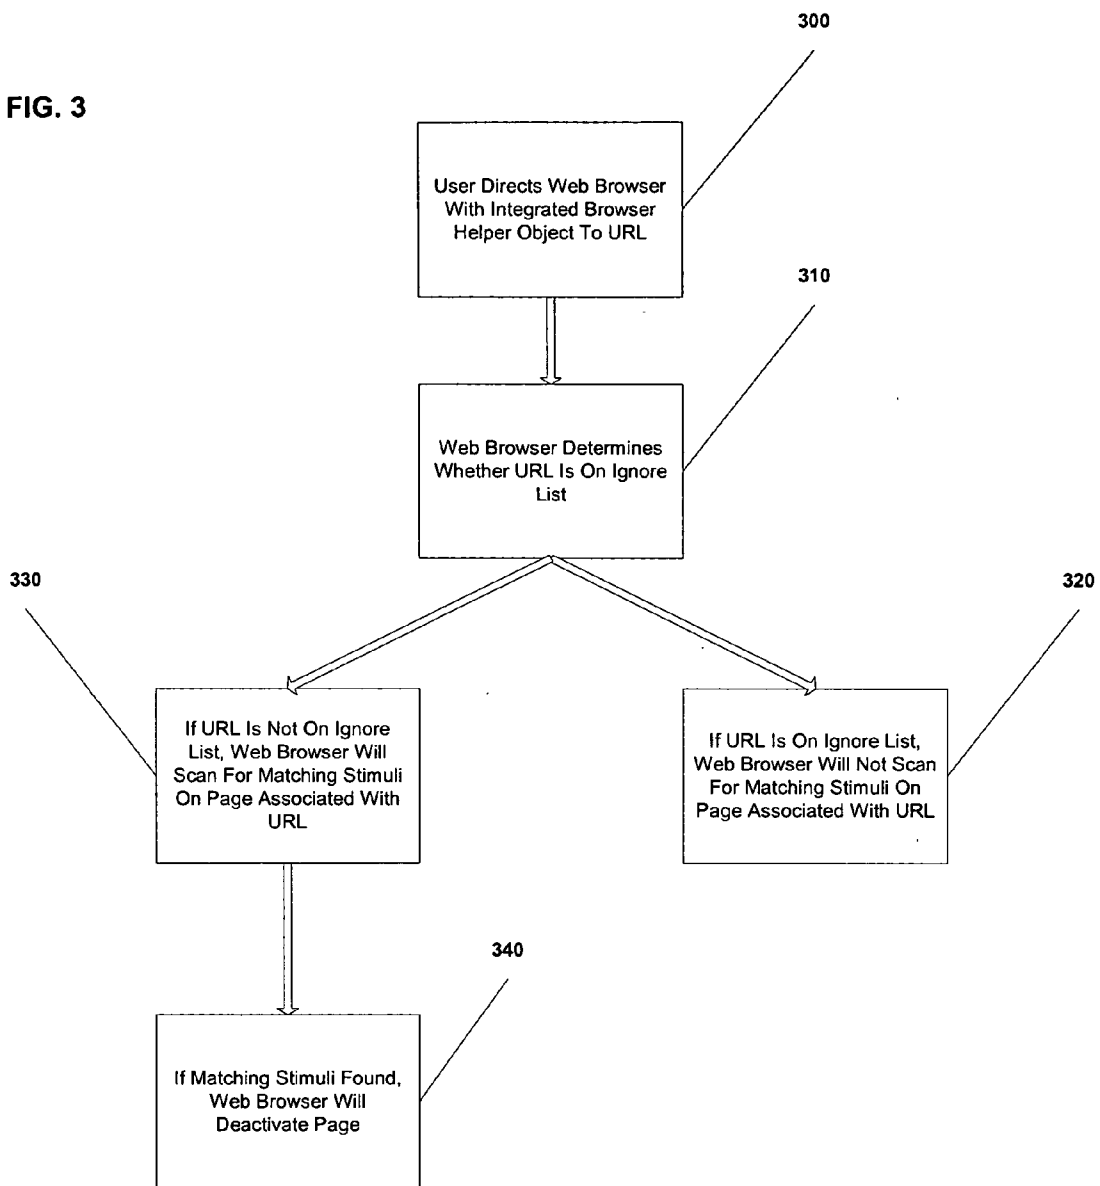 300
FIG. 3
User Directs Web Browser
With Integrated Browser
Helper Object To URL
310
Web Browser Determines
Whether URL Is On Ignore
List
330
320
If URL Is Not On Ignore
List, Web Browser Will
Scan For Matching Stimuli
On Page Associated With
URL
If URL Is On Ignore List,
Web Browser Will Not Scan
For Matching Stimuli On
Page Associated With URL
340
If Matching Stimuli Found,
Web Browser Will
Deactivate Page